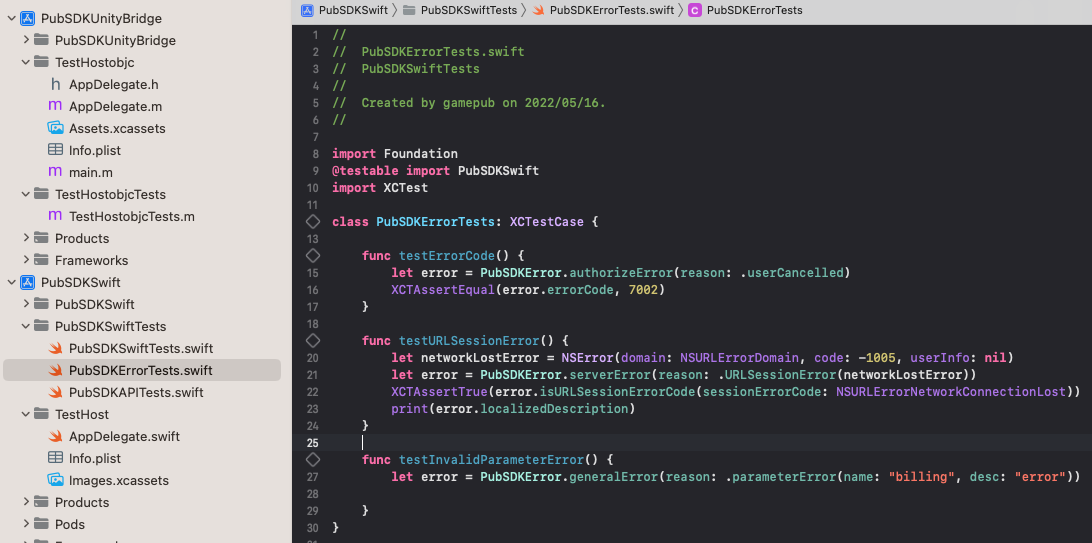 PubSDKUnityBridge
PubSDKUnityBridge
TestHostobjc
h AppDelegate.h
m AppDelegate.m
Assets.xcassets
Info.plist
m main.m
TestHostobjcTests
m TestHostobjcTests.m
Products
Frameworks
PubSDKSwift
PubSDKSwift
PubSDKSwiftTests
PubSDKSwiftTests.swift
PubSDKErrorTests.swift
PubSDKAPITests.swift
TestHost
AppDelegate.swift
Info.plist
Images.xcassets
Products
Pods
PubSDKSwift 〉 PubSDKSwiftTests 〉 PubSDKErrorTests.swift 〉 C PubSDKErrorTests
1 //
2 //  PubSDKErrorTests.swift
3 //  PubSDKSwiftTests
4 //
5 //  Created by gamepub on 2022/05/16.
6 //
7
8 import Foundation
9 @testable import PubSDKSwift
10 import XCTest
11
class PubSDKErrorTests: XCTestCase {
13
    func testErrorCode() {
15         let error = PubSDKError.authorizeError(reason: .userCancelled)
16         XCTAssertEqual(error.errorCode, 7002)
17     }
18
    func testURLSessionError() {
20         let networkLostError = NSError(domain: NSURLErrorDomain, code: -1005, userInfo: nil)
21         let error = PubSDKError.serverError(reason: .URLSessionError(networkLostError))
22         XCTAssertTrue(error.isURLSessionErrorCode(sessionErrorCode: NSURLErrorNetworkConnectionLost))
23         print(error.localizedDescription)
24     }
25
    func testInvalidParameterError() {
27         let error = PubSDKError.generalError(reason: .parameterError(name: "billing", desc: "error"))
28
29     }
30 }